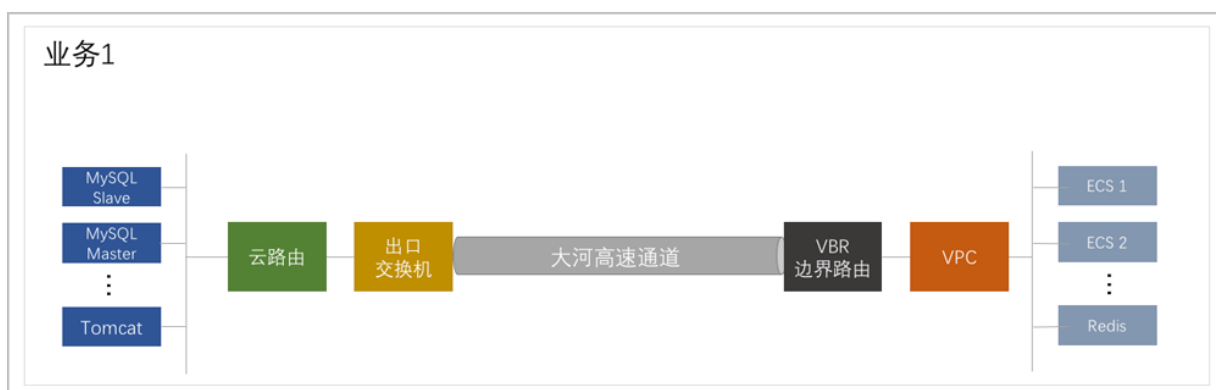 业务1
MySQL
Slave
MySQL
Master
⋮
Tomcat
云路由
出口
交换机
大河高速通道
VBR
边界路由
VPC
ECS 1
ECS 2
⋮
Redis